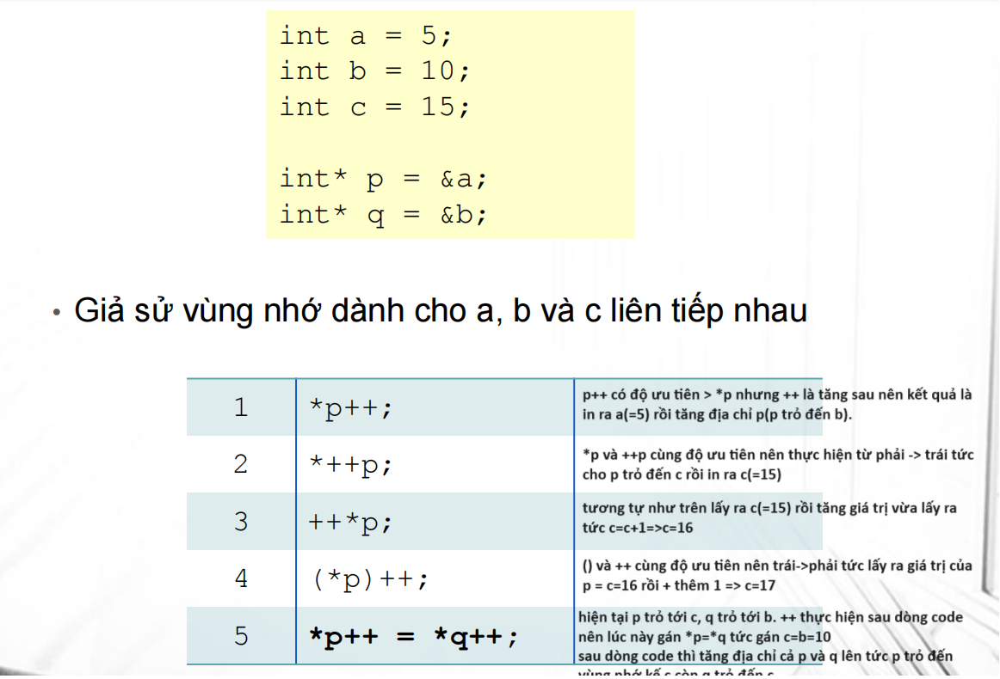 int a = 5;
int b = 10;
int c = 15;
int* p = &a;
int* q = &b;
• Giả sử vùng nhớ dành cho a, b và c liên tiếp nhau
1 *p++; p++ có độ ưu tiên > *p nhưng ++ là tăng sau nên kết quả là
in ra a(=5) rồi tăng địa chỉ p(p trỏ đến b).
2 *++p; *p và ++p cùng độ ưu tiên nên thực hiện từ phải -> trái tức
cho p trỏ đến c rồi in ra c(=15)
3 ++*p; tương tự như trên lấy ra c(=15) rồi tăng giá trị vừa lấy ra
tức c=c+1=>c=16
4 (*p)++; () và ++ cùng độ ưu tiên nên trái->phải tức lấy ra giá trị của
p = c=16 rồi + thêm 1 => c=17
5 *p++ = *q++; hiện tại p trỏ tới c, q trỏ tới b. ++ thực hiện sau dòng code
nên lúc này gán *p=*q tức gán c=b=10
sau dòng code thì tăng địa chỉ cả p và q lên tức p trỏ đến
vùng nhớ kế c còn q trỏ đến c